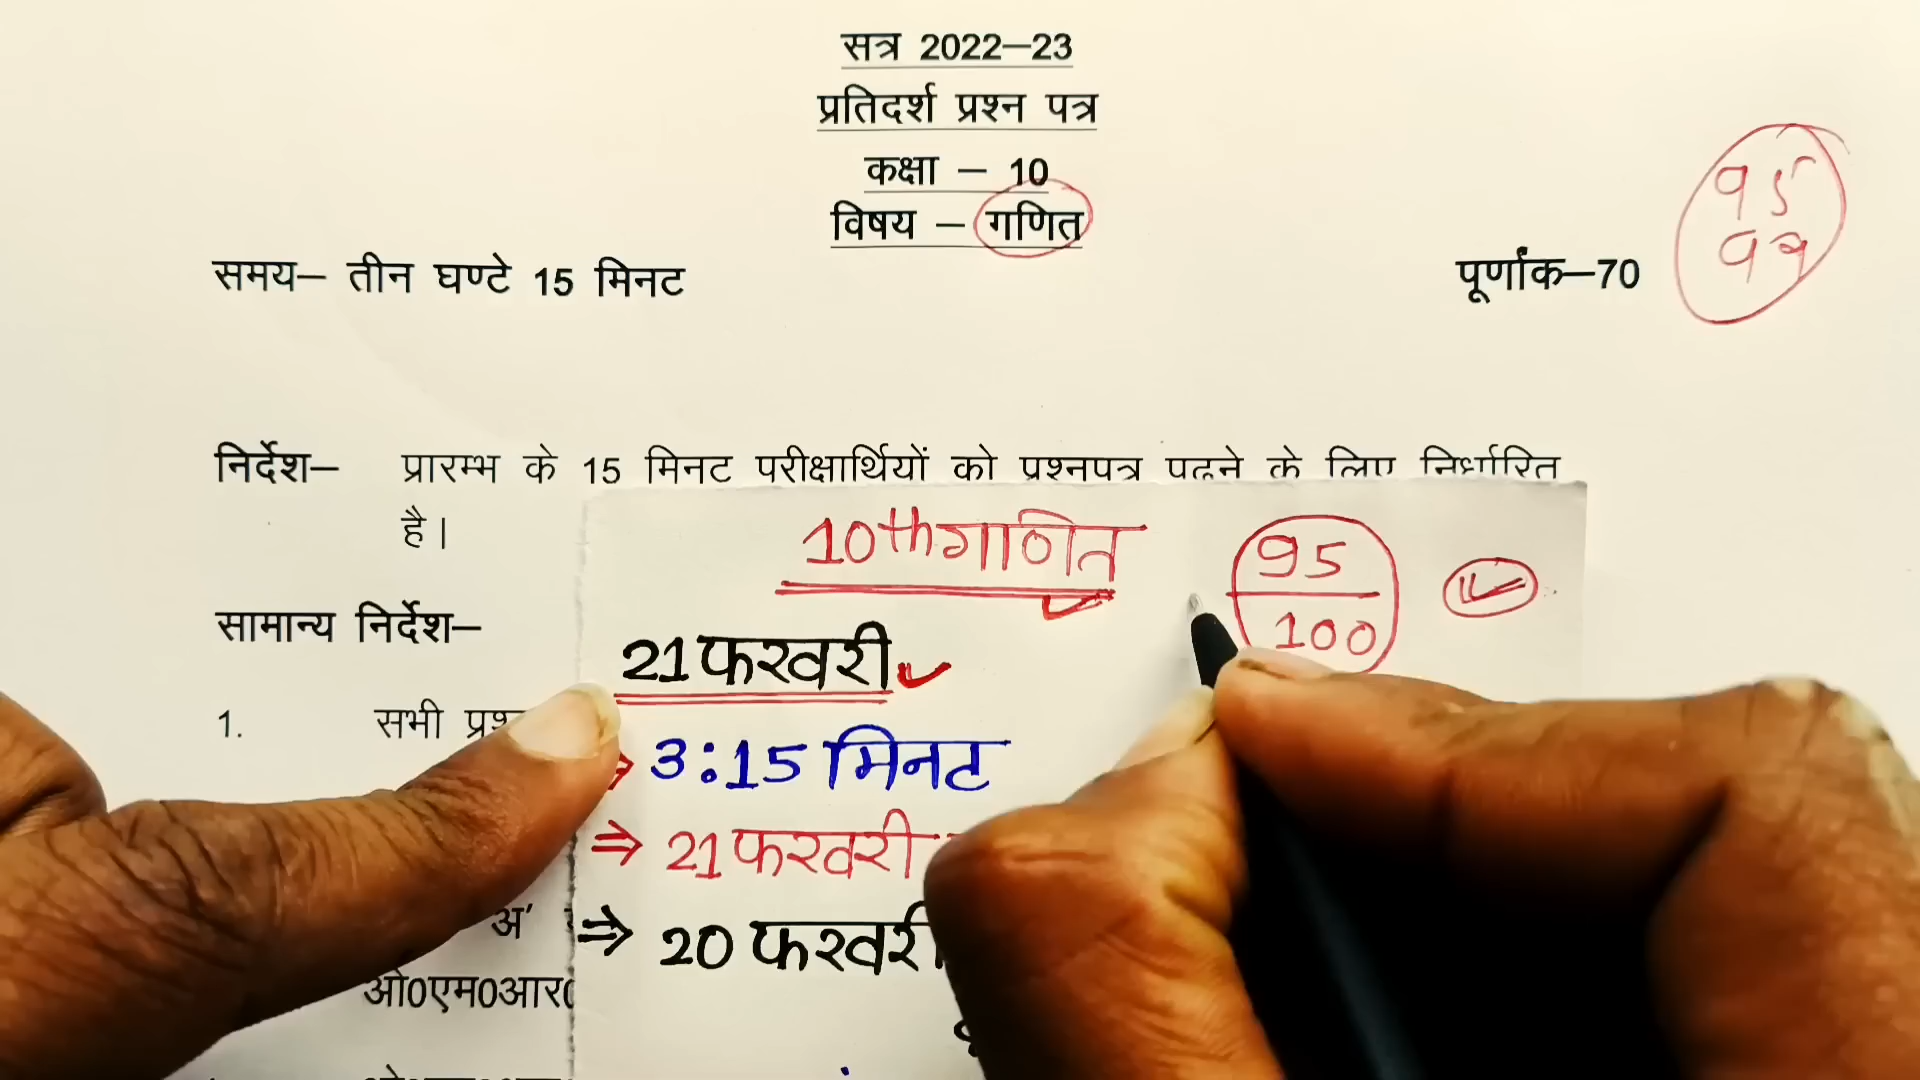 सत्र 2022–23
प्रतिदर्श प्रश्न पत्र
कक्षा – 10
विषय – गणित
समय– तीन घण्टे 15 मिनट
पूर्णांक–70
95
निर्देश– प्रारम्भ के 15 मिनट परीक्षार्थियों को प्रश्नपत्र पढ़ने के लिए निर्धारित
है।
सामान्य निर्देश–
1. सभी
अ'
ओ0एम0आर0
10th गणित
95
100
21 फरवरी
3:15 मिनट
⇒ 21 फरवरी
⇒ 20 फरवरी